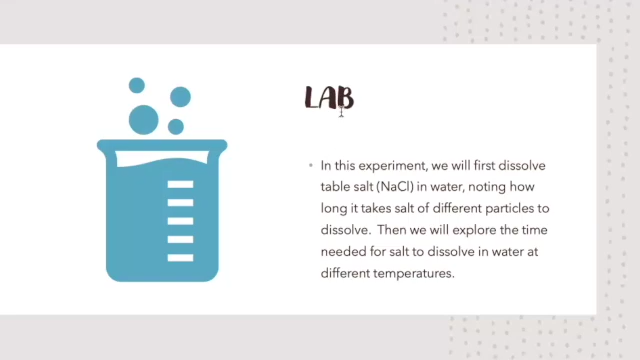 LAB
In this experiment, we will first dissolve
table salt (NaCl) in water, noting how
long it takes salt of different particles to
dissolve.  Then we will explore the time
needed for salt to dissolve in water at
different temperatures.